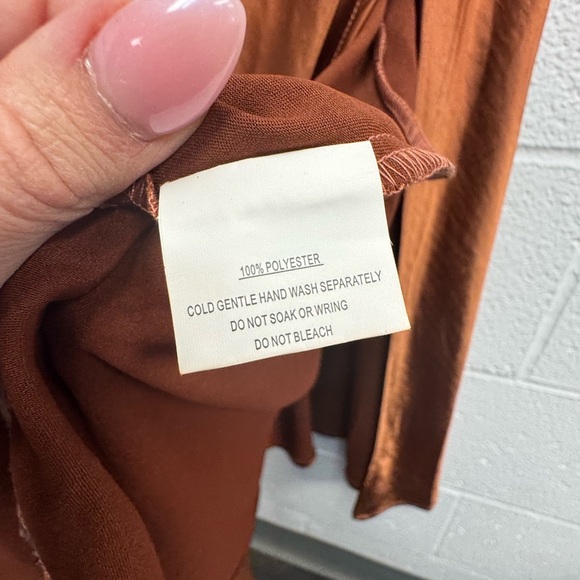 100% POLYESTER
COLD GENTLE HAND WASH SEPARATELY
DO NOT SOAK OR WRING
DO NOT BLEACH